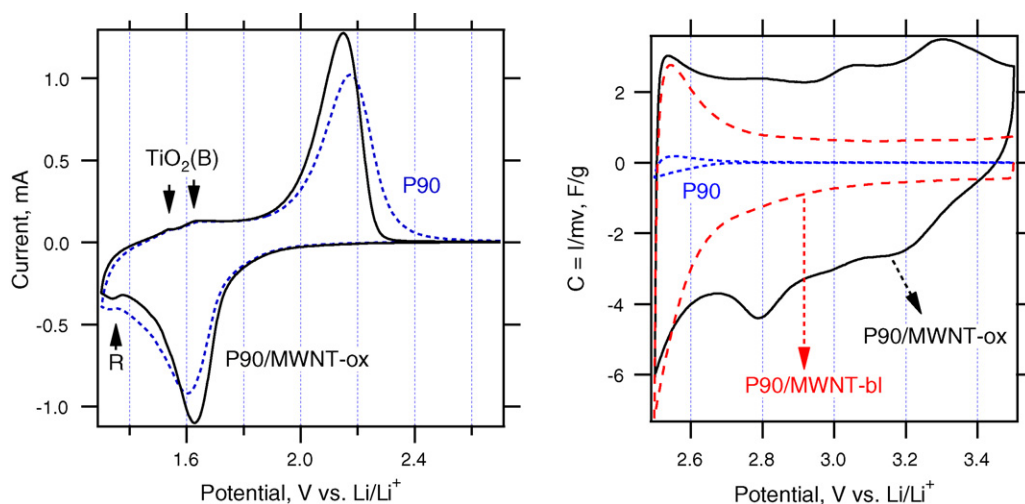 1.0
0.5
0.0
-0.5
-1.0
Current, mA
TiO₂(B)
P90
R
P90/MWNT-ox
1.6
2.0
2.4
Potential, V vs. Li/Li⁺
2
0
-2
-4
-6
C = I/mv, F/g
P90
P90/MWNT-ox
P90/MWNT-bl
2.6
2.8
3.0
3.2
3.4
Potential, V vs. Li/Li⁺